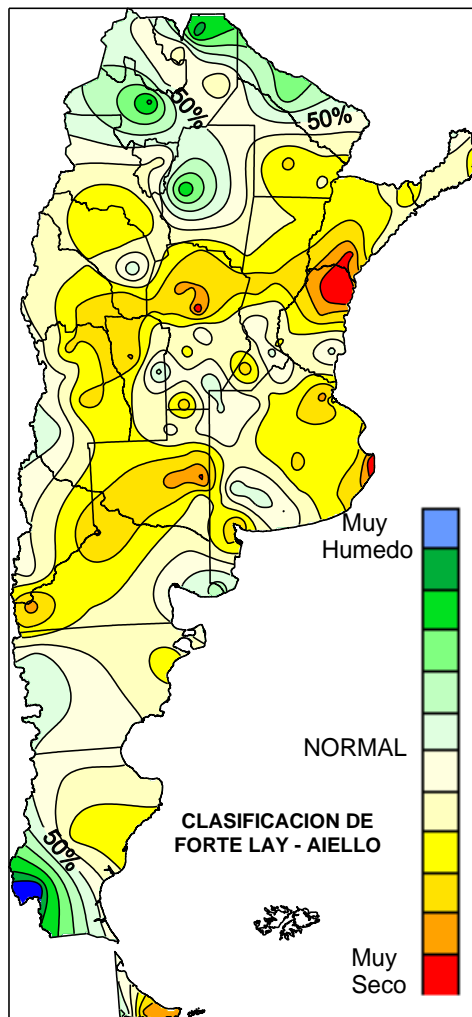 50%
50%
Muy
Humedo
NORMAL
CLASIFICACION DE
FORTE LAY - AIELLO
50%
Muy
Seco